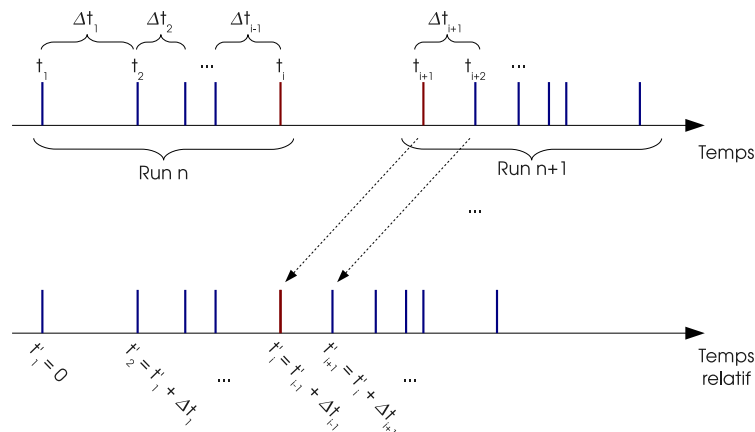 Δt₁ Δt₂ ... Δtᵢ₋₁ Δtᵢ₊₁
t₁ t₂ ... tᵢ tᵢ₊₁ tᵢ₊₂ ...
Temps
Run n Run n+1
...
t'₁ = 0
t'₂ = t'₁ + Δt₁
...
t'ᵢ = t'ᵢ₋₁ + Δtᵢ₋₁
t'ᵢ₊₁ = t'ᵢ + Δtᵢ₊₁
...
Temps
relatif